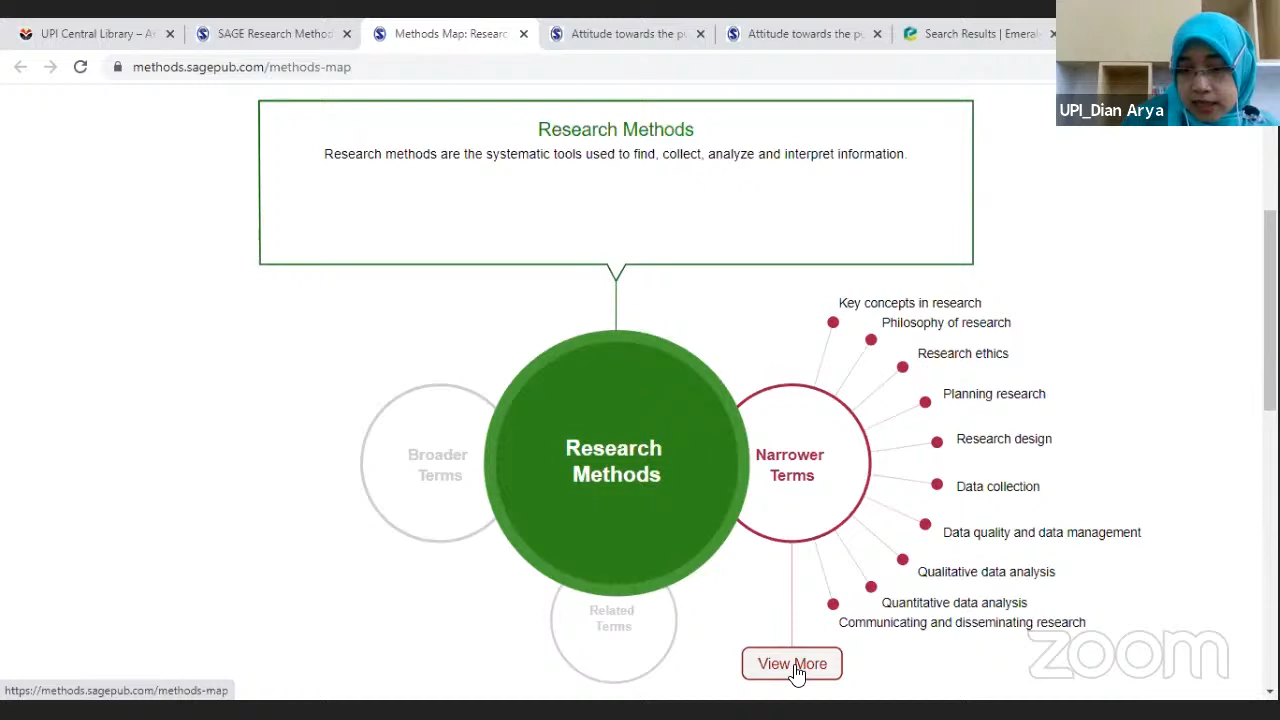 UPI Central Library – A
SAGE Research Method
Methods Map: Researc
Attitude towards the pu
Attitude towards the pu
Search Results | Emeral
methods.sagepub.com/methods-map
UPI_Dian Arya
Research Methods
Research methods are the systematic tools used to find, collect, analyze and interpret information.
Key concepts in research
Philosophy of research
Research ethics
Planning research
Broader
Terms
Research
Methods
Narrower
Terms
Research design
Data collection
Data quality and data management
Qualitative data analysis
Quantitative data analysis
Communicating and disseminating research
Related
Terms
View More
zoom
https://methods.sagepub.com/methods-map